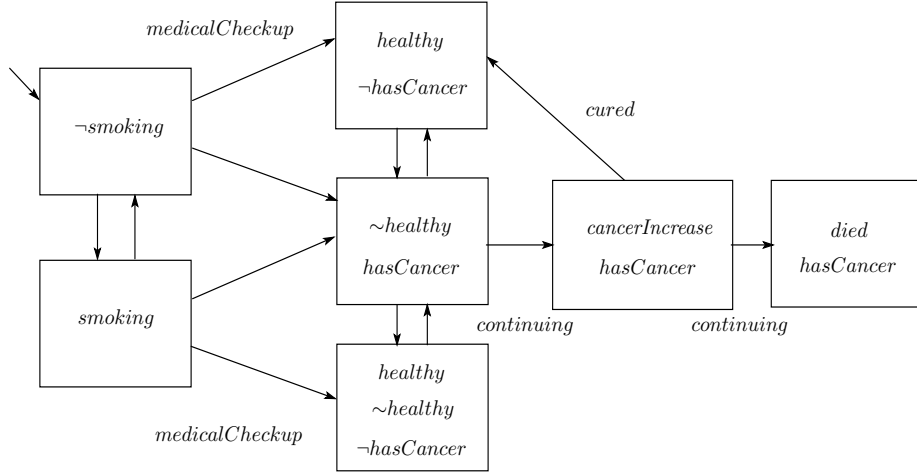 medicalCheckup
healthy
¬hasCancer
¬smoking
cured
∼healthy
hasCancer
cancerIncrease
hasCancer
died
hasCancer
smoking
continuing
continuing
healthy
∼healthy
¬hasCancer
medicalCheckup